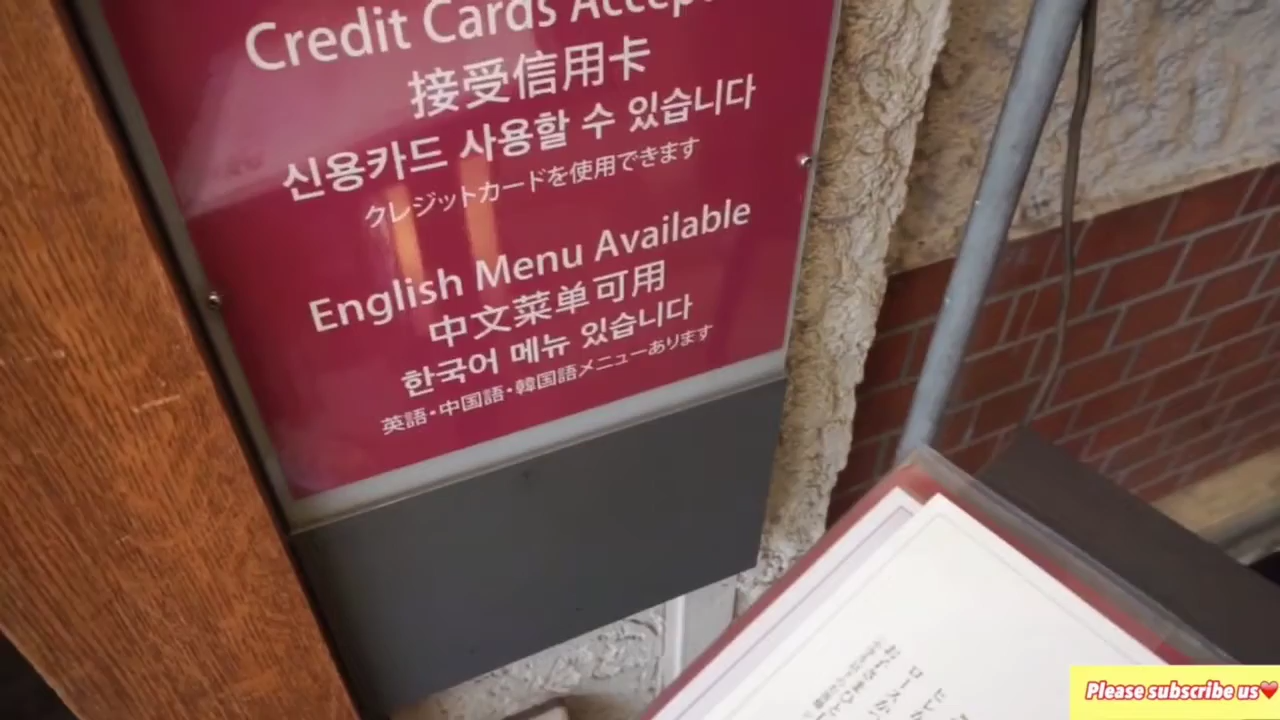 Credit Cards Accept
接受信用卡
신용카드 사용할 수 있습니다
クレジットカードを使用できます
English Menu Available
中文菜单可用
한국어 메뉴 있습니다
英語・中国語・韓国語メニューあります
Please subscribe us❤